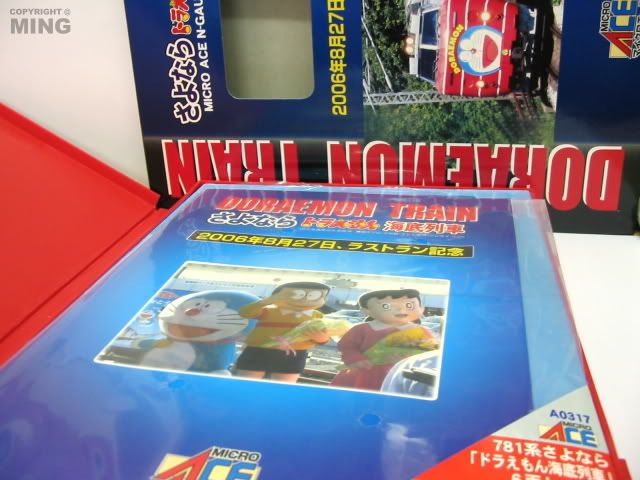 COPYRIGHT ©
MING
さよなら ドラえ
MICRO ACE N-GAU
2006年8月27日
DORAEMON
MICRO
ACE
DORAEMON TRAIN
DORAEMON TRAIN
さよなら ドラえもん 海底列車
2006年8月27日、ラストラン記念
MICRO
ACE
A0317
MICRO
ACE
781系さよなら
「ドラえもん海底列車」